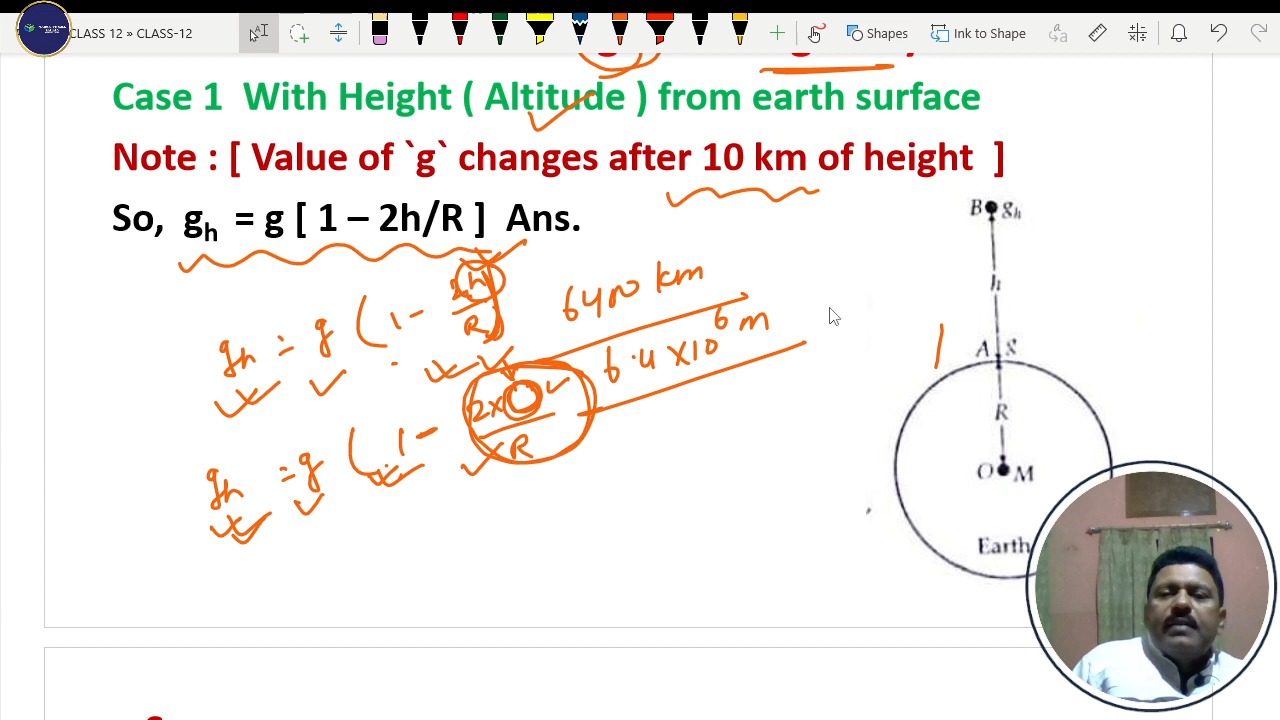 CLASS 12 » CLASS-12
Shapes
Ink to Shape
Case 1 With Height ( Altitude ) from earth surface
Note : [ Value of `g` changes after 10 km of height ]
So, gh = g [ 1 – 2h/R ] Ans.
gh = g ( 1 - 2h/R )
6400 km
6.4 X 10^6 m
gh = g ( 1 - 2x
R
B gh
h
A g
R
O M
Earth